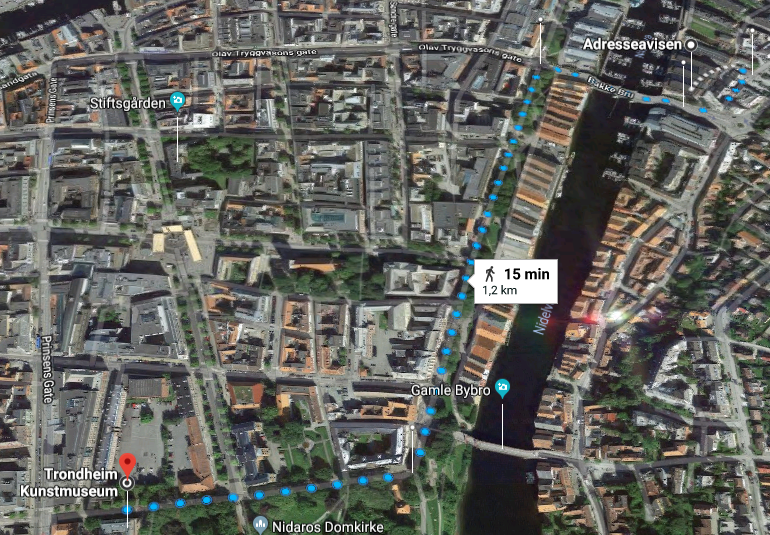 Olav Tryggvasons gate
Olav Tryggvasons gate
Adresseavisen
Bakke Bru
Prinsens Gate
Stiftsgården
15 min
1,2 km
Prinsens Gate
Gamle Bybro
Trondheim
Kunstmuseum
Nidaros Domkirke